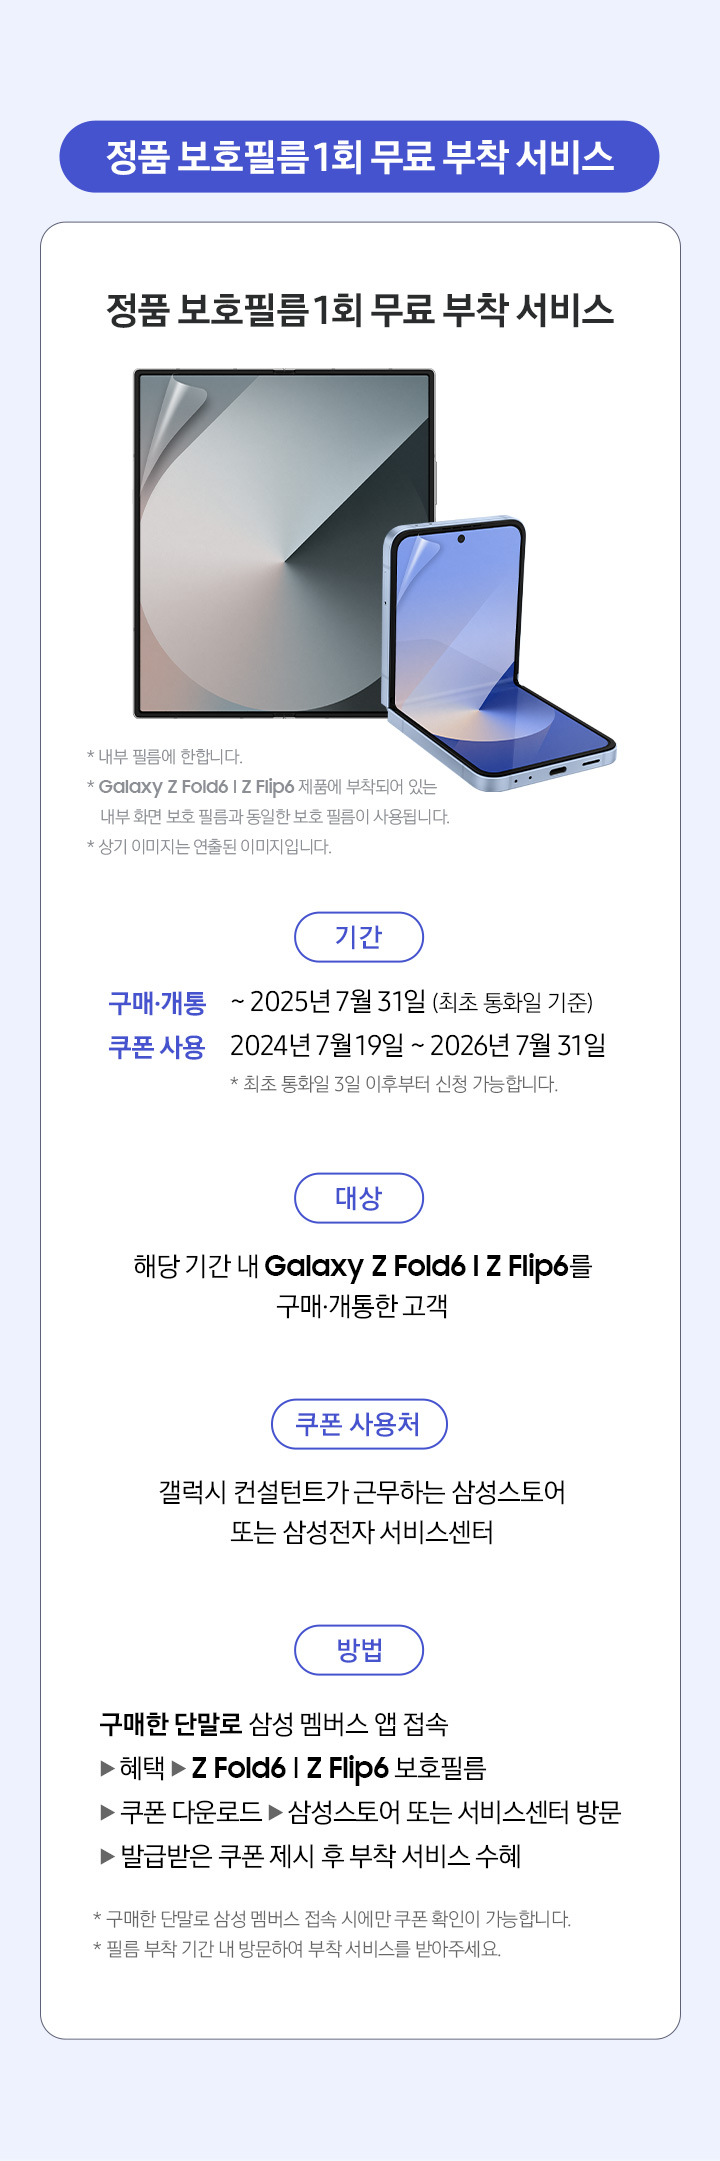 정품 보호필름 1회 무료 부착 서비스
정품 보호필름 1회 무료 부착 서비스
* 내부 필름에 한합니다.
* Galaxy Z Fold6 l Z Flip6 제품에 부착되어 있는
내부 화면 보호 필름과 동일한 보호 필름이 사용됩니다.
* 상기 이미지는 연출된 이미지입니다.
기간
구매·개통 ~ 2025년 7월 31일 (최초 통화일 기준)
쿠폰 사용 2024년 7월 19일 ~ 2026년 7월 31일
* 최초 통화일 3일 이후부터 신청 가능합니다.
대상
해당 기간 내 Galaxy Z Fold6 l Z Flip6를
구매·개통한 고객
쿠폰 사용처
갤럭시 컨설턴트가 근무하는 삼성스토어
또는 삼성전자 서비스센터
방법
구매한 단말로 삼성 멤버스 앱 접속
▶ 혜택 ▶ Z Fold6 l Z Flip6 보호필름
▶ 쿠폰 다운로드 ▶ 삼성스토어 또는 서비스센터 방문
▶ 발급받은 쿠폰 제시 후 부착 서비스 수혜
* 구매한 단말로 삼성 멤버스 접속 시에만 쿠폰 확인이 가능합니다.
* 필름 부착 기간 내 방문하여 부착 서비스를 받아주세요.